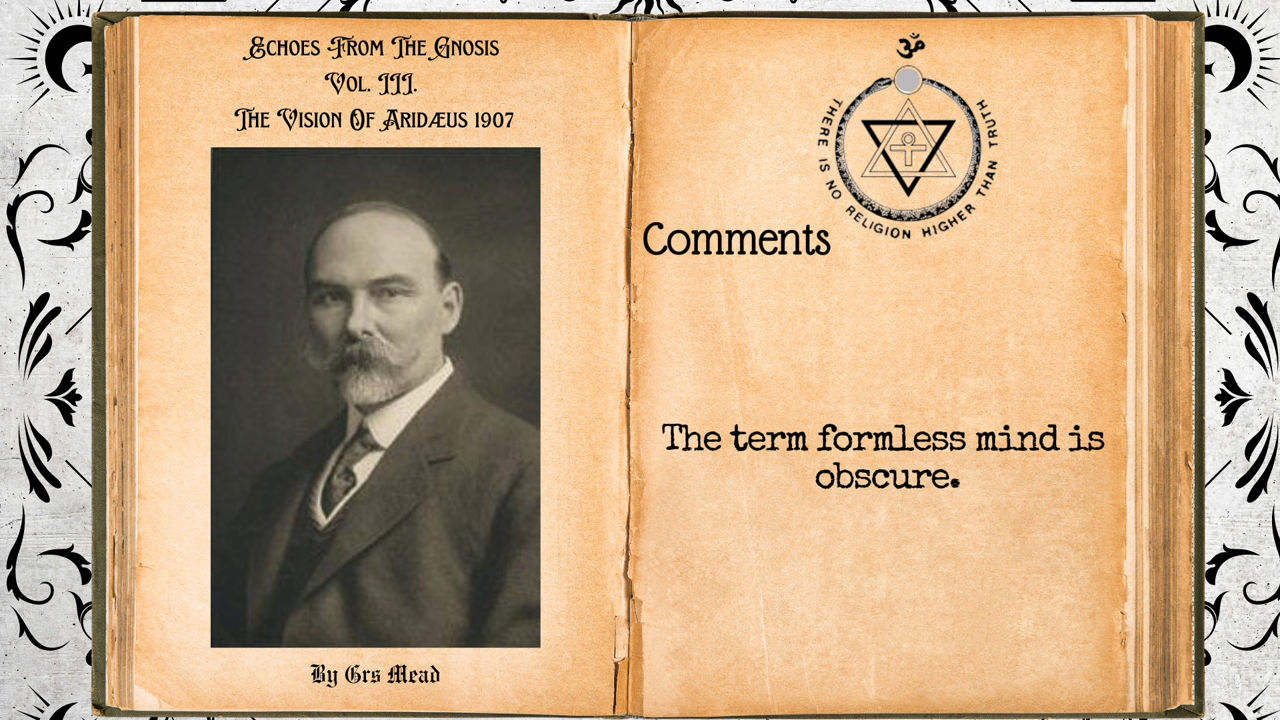 Echoes From The Gnosis
Vol. III.
The Vision Of Aridæus 1907
By Grs Mead
ॐ
THERE IS NO RELIGION HIGHER THAN TRUTH
Comments
The term formless mind is
obscure.